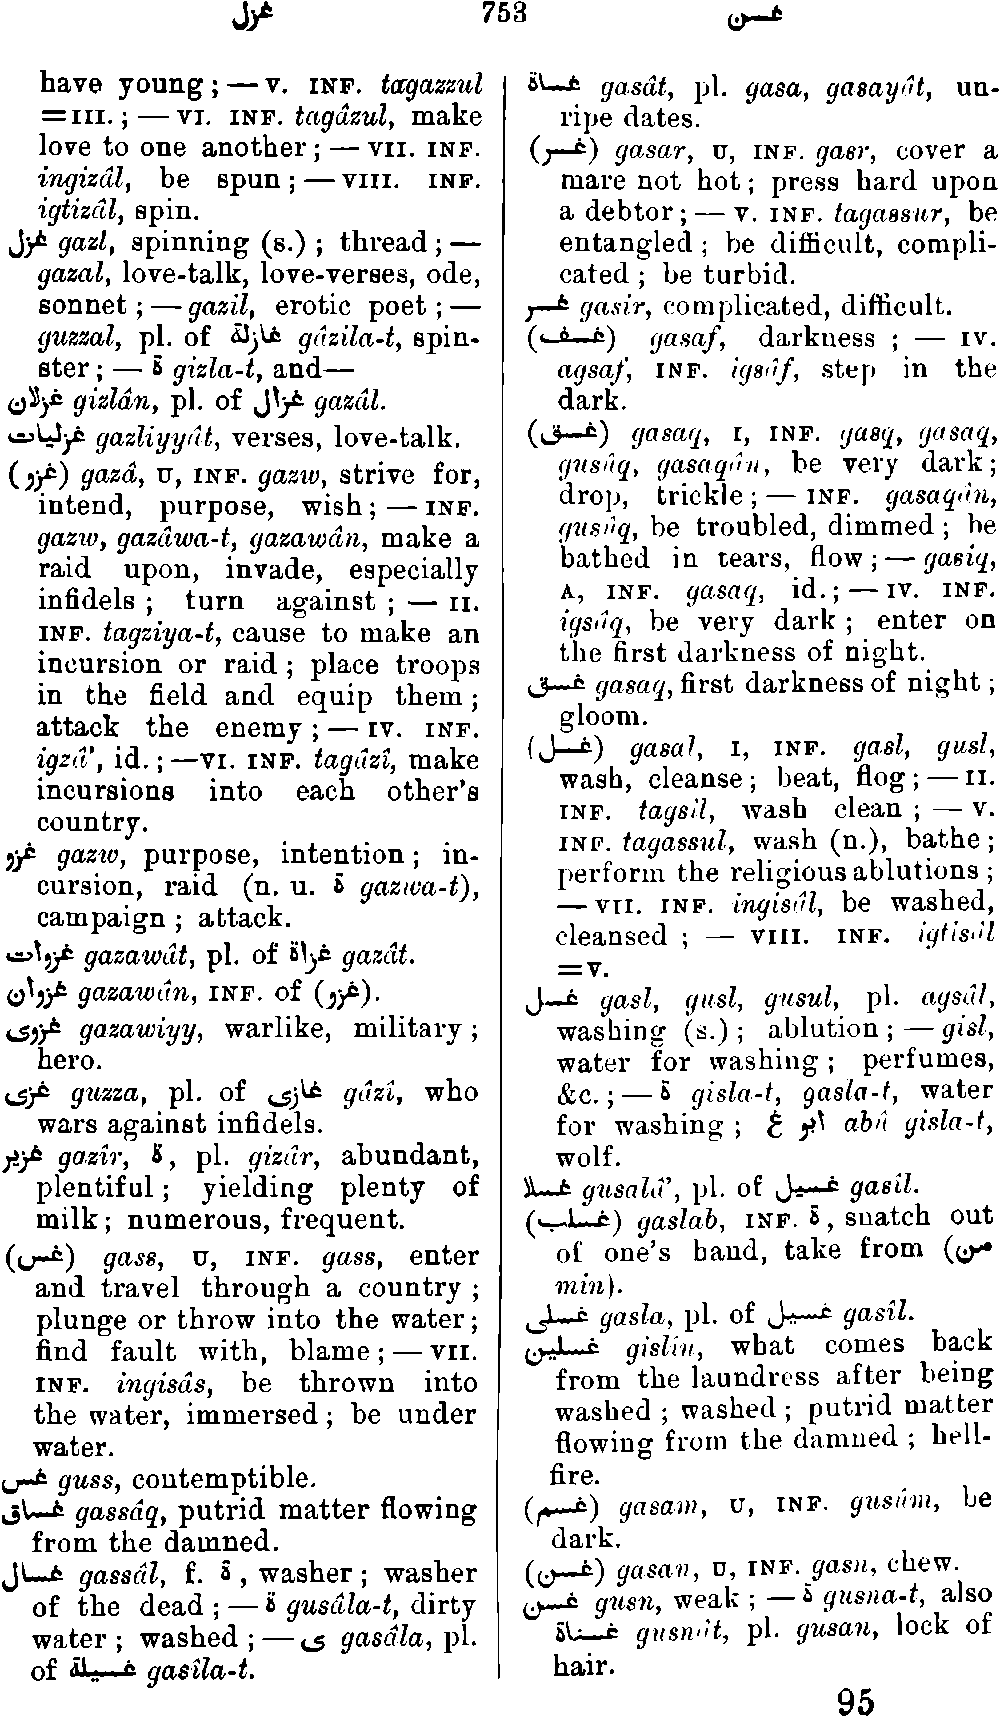 غزل 753 غسن
have young; — V. INF. tagazzul
= III.; — VI. INF. tagâzul, make
love to one another; — VII. INF.
ingizâl, be spun; — VIII. INF.
igtizâl, spin.
غزل gazl, spinning (s.); thread; —
gazal, love-talk, love-verses, ode,
sonnet; — gazil, erotic poet; —
guzzal, pl. of غازلة gâzila-t, spin-
ster; — ة gizla-t, and—
غزلان gizlân, pl. of غزال gazâl.
غزليات gazliyyât, verses, love-talk.
(غزو) gazâ, U, INF. gazw, strive for,
intend, purpose, wish; — INF.
gazw, gazâwa-t, gazawân, make a
raid upon, invade, especially
infidels; turn against; — II.
INF. tagziya-t, cause to make an
incursion or raid; place troops
in the field and equip them;
attack the enemy; — IV. INF.
igzâ', id.; —VI. INF. tagâzî, make
incursions into each other's
country.
غزو gazw, purpose, intention; in-
cursion, raid (n. u. ة gazwa-t),
campaign; attack.
غزوات gazawât, pl. of غزاة gazât.
غزوان gazawân, INF. of (غزو).
غزوى gazawiyy, warlike, military;
hero.
غزى guzza, pl. of غازى gâzî, who
wars against infidels.
غزير gazîr, ة, pl. gizâr, abundant,
plentiful; yielding plenty of
milk; numerous, frequent.
(غس) gass, U, INF. gass, enter
and travel through a country;
plunge or throw into the water;
find fault with, blame; — VII.
INF. ingisâs, be thrown into
the water, immersed; be under
water.
غس guss, contemptible.
غساق gassâq, putrid matter flowing
from the damned.
غسال gassâl, f. ة, washer; washer
of the dead; — ة gusâla-t, dirty
water; washed; — ى gasâla, pl.
of غسيلة gasîla-t.
غساة gasât, pl. gasa, gasayât, un-
ripe dates.
(غسر) gasar, U, INF. gasr, cover a
mare not hot; press hard upon
a debtor; — V. INF. tagassur, be
entangled; be difficult, compli-
cated; be turbid.
غسر gasir, complicated, difficult.
(غسف) gasaf, darkness; — IV.
agsaf, INF. igsâf, step in the
dark.
(غسق) gasaq, I, INF. gasq, gasaq,
gusûq, gasaqân, be very dark;
drop, trickle; — INF. gasaqân,
gusûq, be troubled, dimmed; be
bathed in tears, flow; — gasiq,
A, INF. gasaq, id.; — IV. INF.
igsâq, be very dark; enter on
the first darkness of night.
غسق gasaq, first darkness of night;
gloom.
(غسل) gasal, I, INF. gasl, gusl,
wash, cleanse; beat, flog; — II.
INF. tagsîl, wash clean; — V.
INF. tagassul, wash (n.), bathe;
perform the religious ablutions;
— VII. INF. ingisâl, be washed,
cleansed; — VIII. INF. igtisâl
= V.
غسل gasl, gusl, gusul, pl. agsâl,
washing (s.); ablution; — gisl,
water for washing; perfumes,
&c.; — ة gisla-t, gasla-t, water
for washing; ابو غ abû gisla-t,
wolf.
غسلا gusalâ', pl. of غسيل gasîl.
(غسلب) gaslab, INF. ة, snatch out
of one's hand, take from (من
min).
غسلى gasla, pl. of غسيل gasîl.
غسلين gislîn, what comes back
from the laundress after being
washed; washed; putrid matter
flowing from the damned; hell-
fire.
(غسم) gasam, U, INF. gusûm, be
dark.
(غسن) gasan, U, INF. gasn, chew.
غسن gusn, weak; — ة gusna-t, also
غسناة gusnât, pl. gusan, lock of
hair.
95